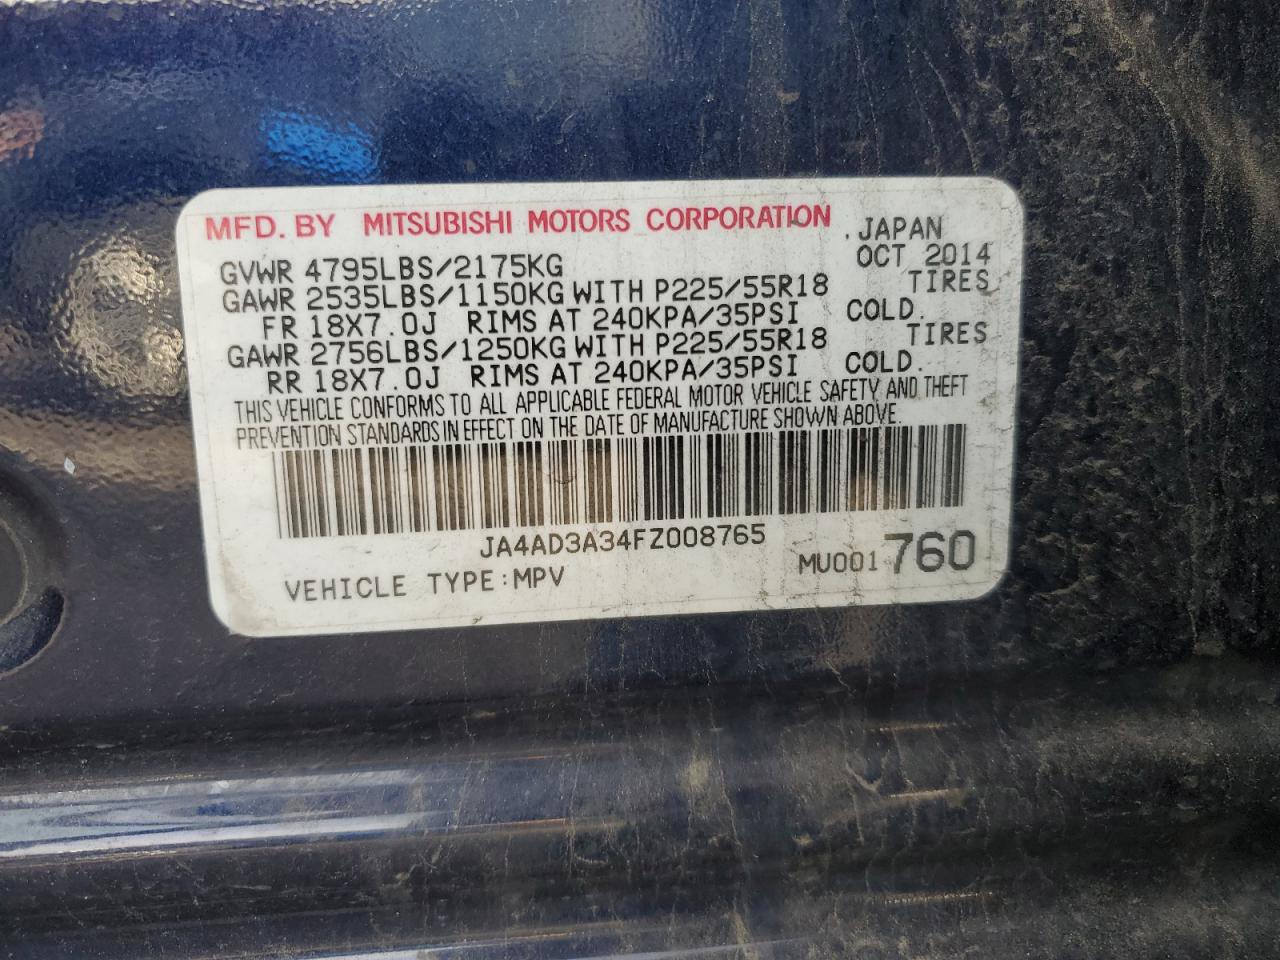 MFD. BY MITSUBISHI MOTORS CORPORATION . JAPAN
GVWR 4795LBS/2175KG OCT 2014
GAWR 2535LBS/1150KG WITH P225/55R18 TIRES
FR 18X7.0J RIMS AT 240KPA/35PSI COLD.
GAWR 2756LBS/1250KG WITH P225/55R18 TIRES
RR 18X7.0J RIMS AT 240KPA/35PSI COLD.
THIS VEHICLE CONFORMS TO ALL APPLICABLE FEDERAL MOTOR VEHICLE SAFETY AND THEFT
PREVENTION STANDARDS IN EFFECT ON THE DATE OF MANUFACTURE SHOWN ABOVE.
JA4AD3A34FZ008765
VEHICLE TYPE:MPV MU001 760